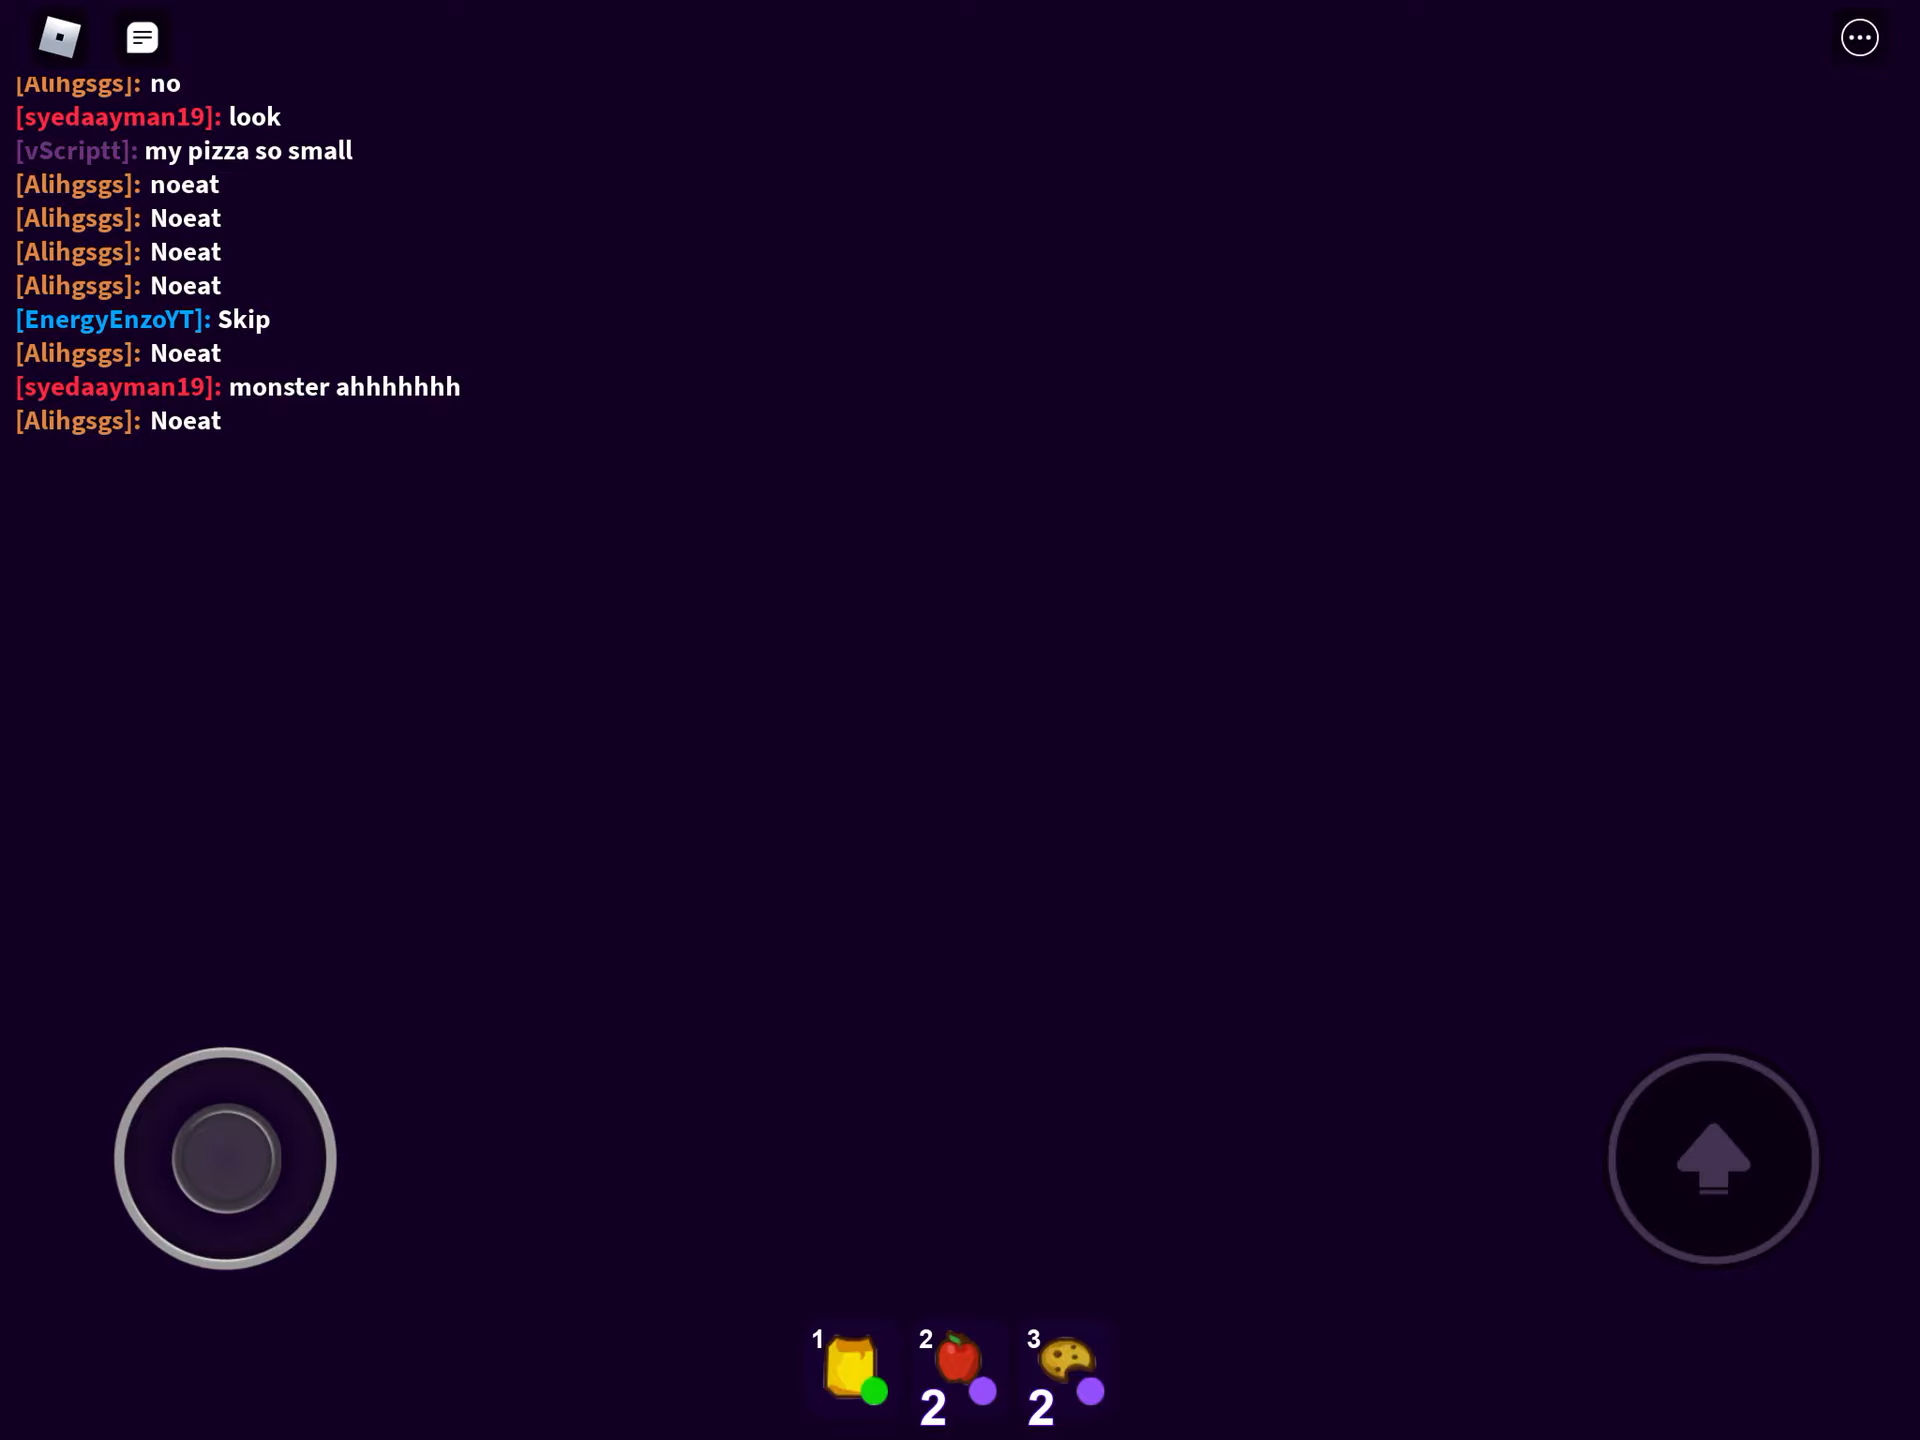 [Alihgsgs]: no
[syedaayman19]: look
[vScriptt]: my pizza so small
[Alihgsgs]: noeat
[Alihgsgs]: Noeat
[Alihgsgs]: Noeat
[Alihgsgs]: Noeat
[EnergyEnzoYT]: Skip
[Alihgsgs]: Noeat
[syedaayman19]: monster ahhhhhhh
[Alihgsgs]: Noeat
1 2 3
2 2